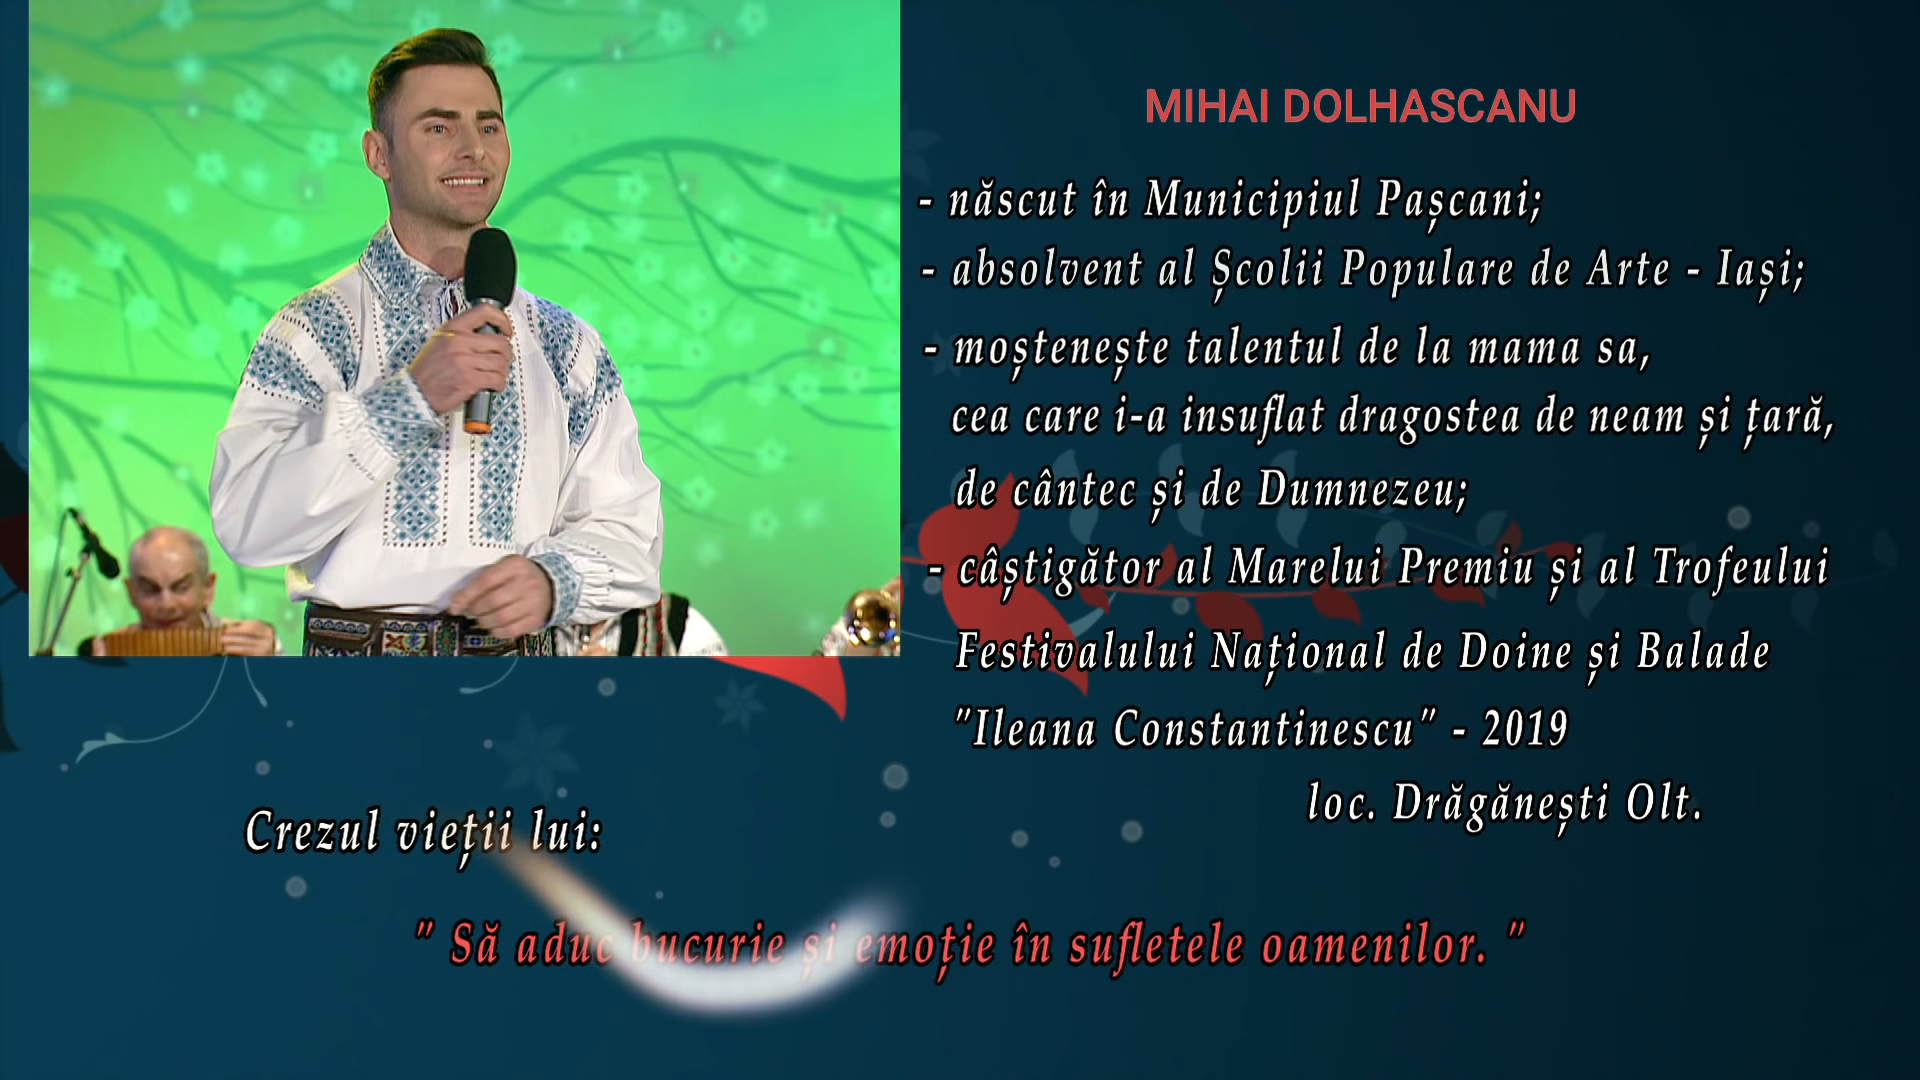 MIHAI DOLHASCANU
- născut în Municipiul Pașcani;
- absolvent al Școlii Populare de Arte - Iași;
- moștenește talentul de la mama sa,
cea care i-a insuflat dragostea de neam și țară,
de cântec și de Dumnezeu;
- câștigător al Marelui Premiu și al Trofeului
Festivalului Național de Doine și Balade
"Ileana Constantinescu" - 2019
loc. Drăgănești Olt.
Crezul vieții lui:
" Să aduc bucurie și emoție în sufletele oamenilor. "